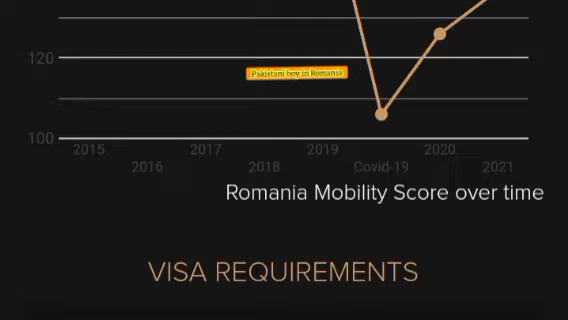 120
Pakistani boy in Romania
100
2015 2017 2019 2020
2016 2018 Covid-19 2021
Romania Mobility Score over time
VISA REQUIREMENTS